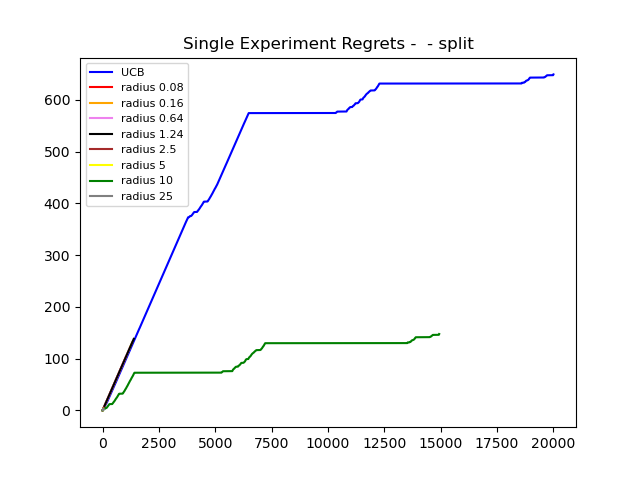 Single Experiment Regrets -  - split
UCB
radius 0.08
radius 0.16
radius 0.64
radius 1.24
radius 2.5
radius 5
radius 10
radius 25
600
500
400
300
200
100
0
0 2500 5000 7500 10000 12500 15000 17500 20000